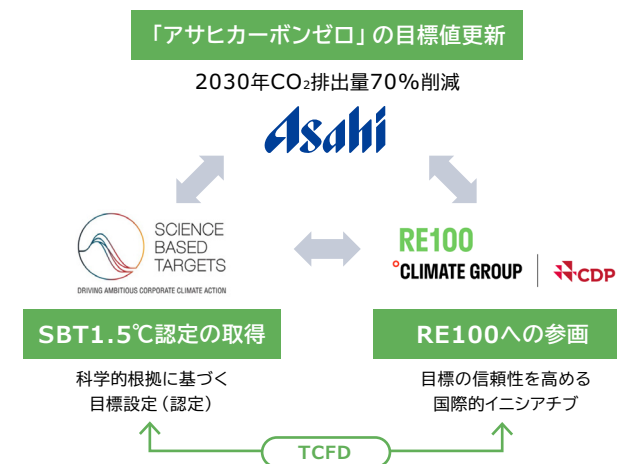 「アサヒカーボンゼロ」の目標値更新
2030年CO₂排出量70%削減
Asahi
SCIENCE
BASED
TARGETS
DRIVING AMBITIOUS CORPORATE CLIMATE ACTION
RE100
°CLIMATE GROUP
CDP
SBT1.5℃認定の取得
科学的根拠に基づく
目標設定（認定）
RE100への参画
目標の信頼性を高める
国際的イニシアチブ
TCFD